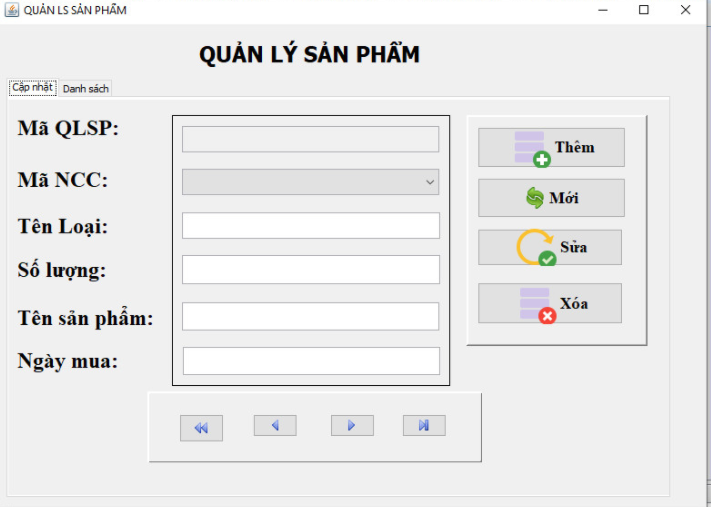 QUẢN LS SẢN PHẨM
QUẢN LÝ SẢN PHẨM
Cập nhật
Danh sách
Mã QLSP:
Mã NCC:
Tên Loại:
Số lượng:
Tên sản phẩm:
Ngày mua:
Thêm
Mới
Sửa
Xóa